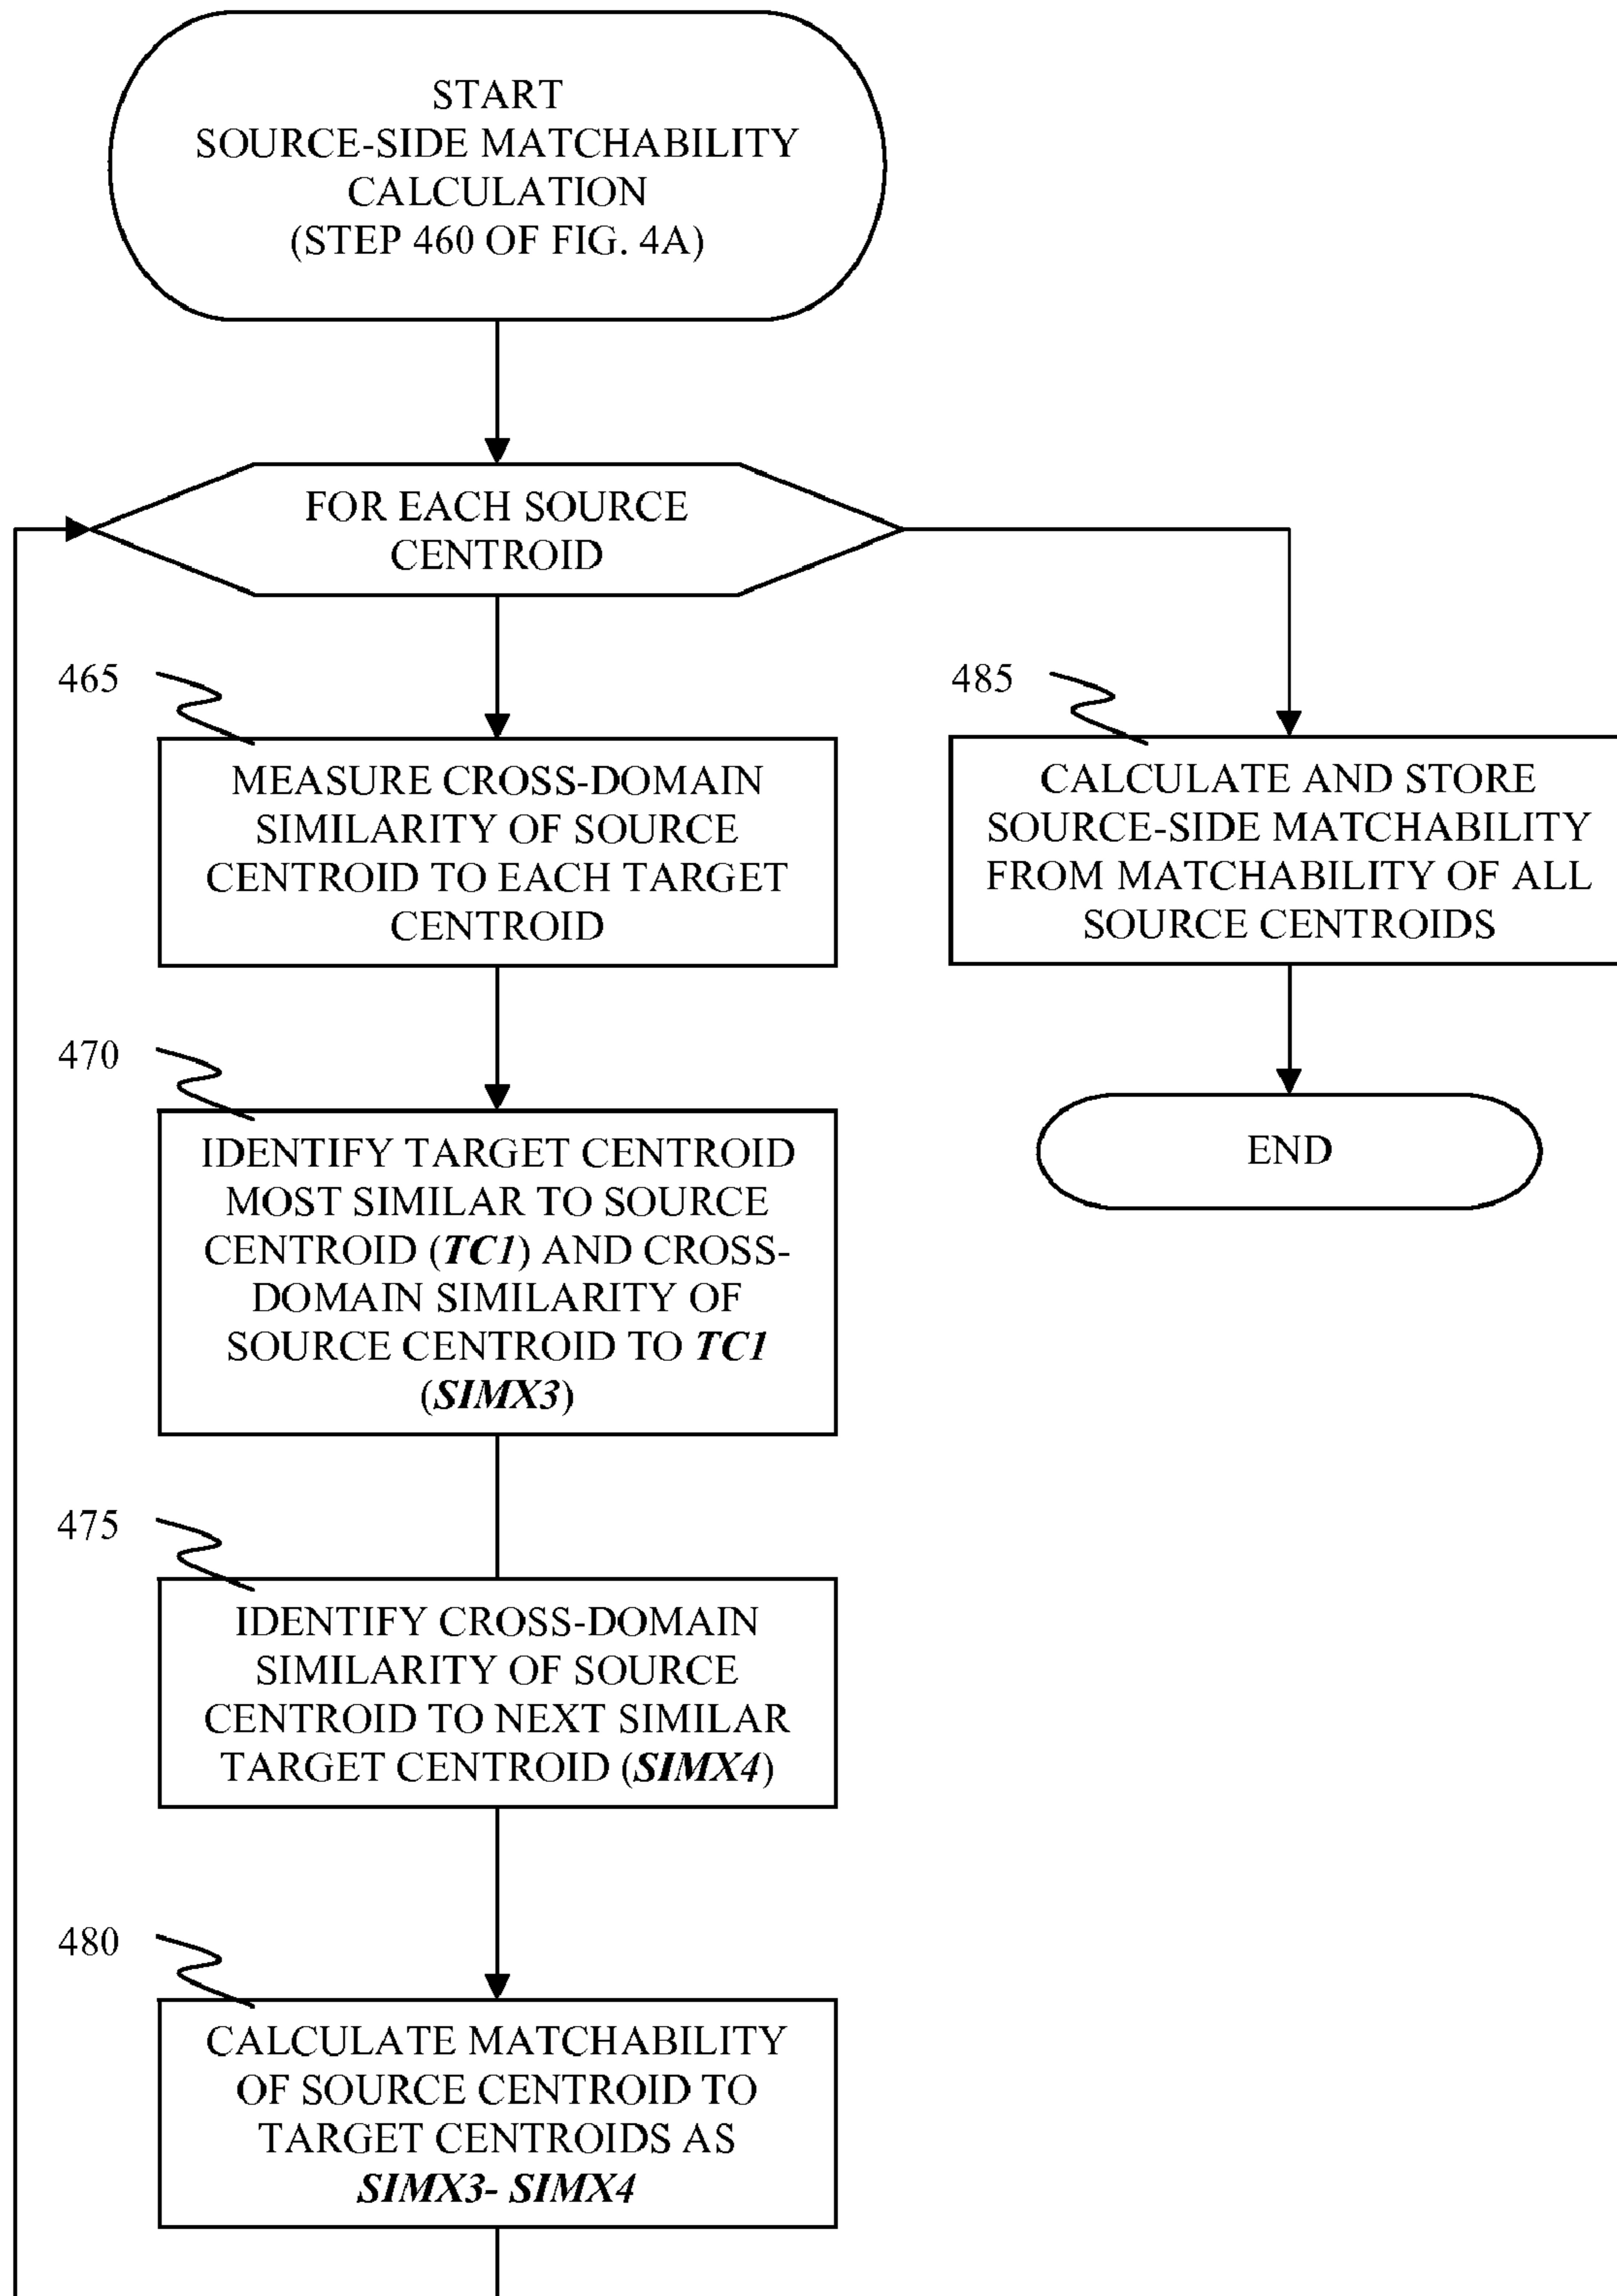 START
SOURCE-SIDE MATCHABILITY
CALCULATION
(STEP 460 OF FIG. 4A)
FOR EACH SOURCE
CENTROID
465
MEASURE CROSS-DOMAIN
SIMILARITY OF SOURCE
CENTROID TO EACH TARGET
CENTROID
485
CALCULATE AND STORE
SOURCE-SIDE MATCHABILITY
FROM MATCHABILITY OF ALL
SOURCE CENTROIDS
470
IDENTIFY TARGET CENTROID
MOST SIMILAR TO SOURCE
CENTROID (TC1) AND CROSS-
DOMAIN SIMILARITY OF
SOURCE CENTROID TO TC1
(SIMX3)
END
475
IDENTIFY CROSS-DOMAIN
SIMILARITY OF SOURCE
CENTROID TO NEXT SIMILAR
TARGET CENTROID (SIMX4)
480
CALCULATE MATCHABILITY
OF SOURCE CENTROID TO
TARGET CENTROIDS AS
SIMX3- SIMX4